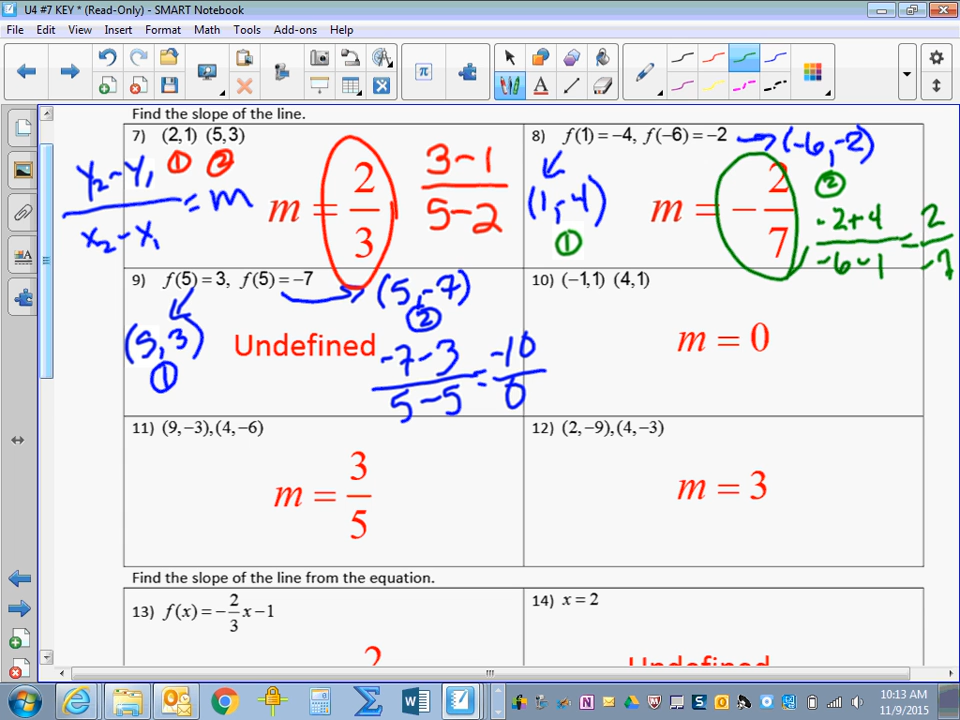 U4 #7 KEY * (Read-Only) - SMART Notebook
File Edit View Insert Format Math Tools Add-ons Help
Find the slope of the line.
7) (2,1) (5,3)
① ②
y₂-y₁ / x₂-x₁ = m
m = 2/3
3-1 / 5-2
8) f(1) = -4, f(-6) = -2 → (-6,-2)
②
(1,-4)
①
m = -2/7
-2+4 / -6-1 = 2/-7
9) f(5) = 3, f(5) = -7
(5,-7)
②
(5,3)
①
Undefined
-7-3 / 5-5 = -10/0
10) (-1,1) (4,1)
m = 0
11) (9,-3),(4,-6)
m = 3/5
12) (2,-9),(4,-3)
m = 3
Find the slope of the line from the equation.
13) f(x) = -2/3 x - 1
2
14) x = 2
Undefined
10:13 AM
11/9/2015